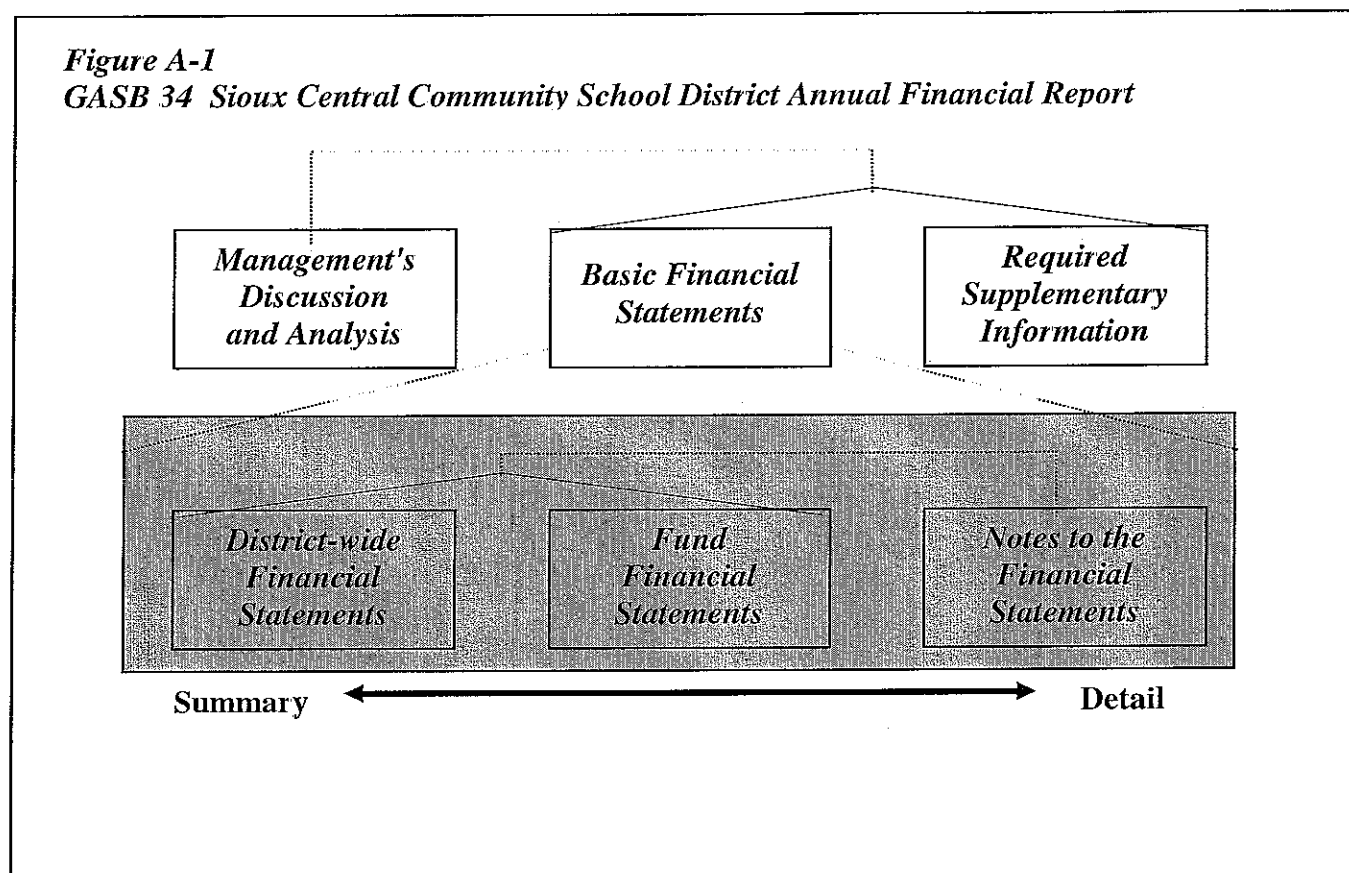 Figure A-1
GASB 34 Sioux Central Community School District Annual Financial Report
Management's
Discussion
and Analysis
Basic Financial
Statements
Required
Supplementary
Information
District-wide
Financial
Statements
Fund
Financial
Statements
Notes to the
Financial
Statements
Summary
Detail